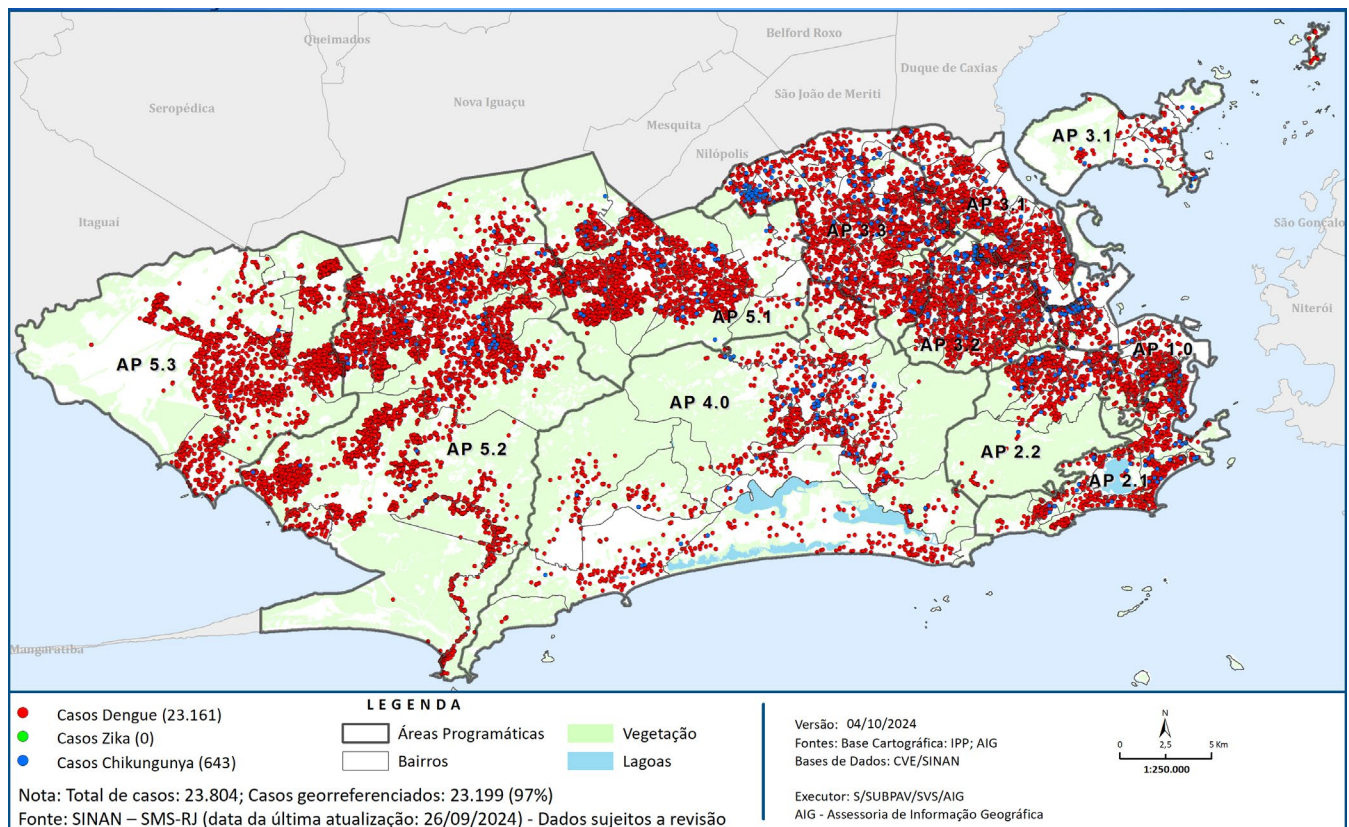 Queimados
Belford Roxo
Duque de Caxias
Seropédica
Nova Iguaçu
São João de Meriti
Mesquita
Nilópolis
AP 3.1
Itaguaí
AP 3.1
São Gonçalo
AP 3.3
Niterói
AP 5.1
AP 3.2
AP 1.0
AP 5.3
AP 4.0
AP 5.2
AP 2.2
AP 2.1
Mangaratiba
LEGENDA
Casos Dengue (23.161)
Casos Zika (0)
Casos Chikungunya (643)
Áreas Programáticas
Bairros
Vegetação
Lagoas
Nota: Total de casos: 23.804; Casos georreferenciados: 23.199 (97%)
Fonte: SINAN – SMS-RJ (data da última atualização: 26/09/2024) - Dados sujeitos a revisão
Versão: 04/10/2024
Fontes: Base Cartográfica: IPP; AIG
Bases de Dados: CVE/SINAN
Executor: S/SUBPAV/SVS/AIG
AIG - Assessoria de Informação Geográfica
N
0 2,5 5 Km
1:250.000